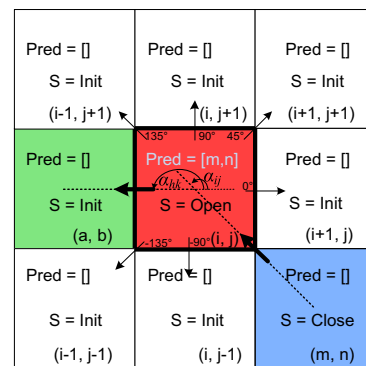 Pred = [] Pred = [] Pred = []
S = Init S = Init S = Init
(i-1, j+1) (i, j+1) (i+1, j+1)
135° 90° 45°
Pred = [] Pred = [m,n] Pred = []
α_hk α_ij 0°
S = Init S = Open S = Init
(a, b) -135° -90° (i, j) (i+1, j)
Pred = [] Pred = [] Pred = []
S = Init S = Init S = Close
(i-1, j-1) (i, j-1) (m, n)